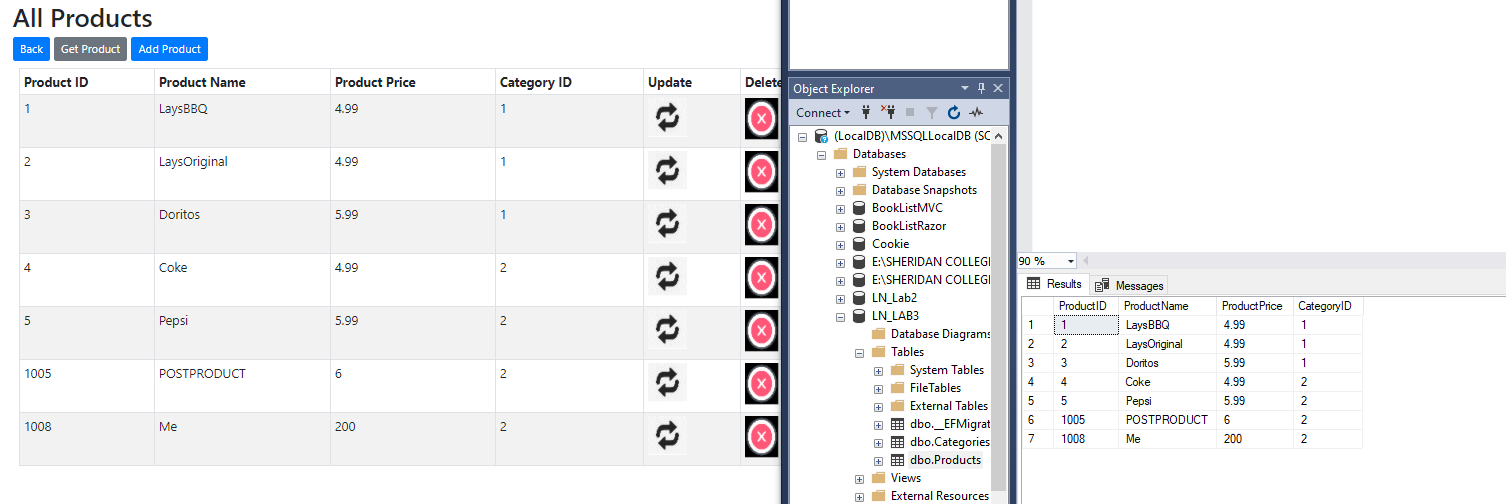 All Products
Back Get Product Add Product
Product ID Product Name Product Price Category ID Update Delete
1 LaysBBQ 4.99 1 X
2 LaysOriginal 4.99 1 X
3 Doritos 5.99 1 X
4 Coke 4.99 2 X
5 Pepsi 5.99 2 X
1005 POSTPRODUCT 6 2 X
1008 Me 200 2 X
Object Explorer
Connect
(LocalDB)\MSSQLLocalDB (SC
Databases
System Databases
Database Snapshots
BookListMVC
BookListRazor
Cookie
E:\SHERIDAN COLLEG
E:\SHERIDAN COLLEG
LN_Lab2
LN_LAB3
Database Diagrams
Tables
System Tables
FileTables
External Tables
dbo.__EFMigrat
dbo.Categories
dbo.Products
Views
External Resources
90 %
Results Messages
ProductID ProductName ProductPrice CategoryID
1 1 LaysBBQ 4.99 1
2 2 LaysOriginal 4.99 1
3 3 Doritos 5.99 1
4 4 Coke 4.99 2
5 5 Pepsi 5.99 2
6 1005 POSTPRODUCT 6 2
7 1008 Me 200 2